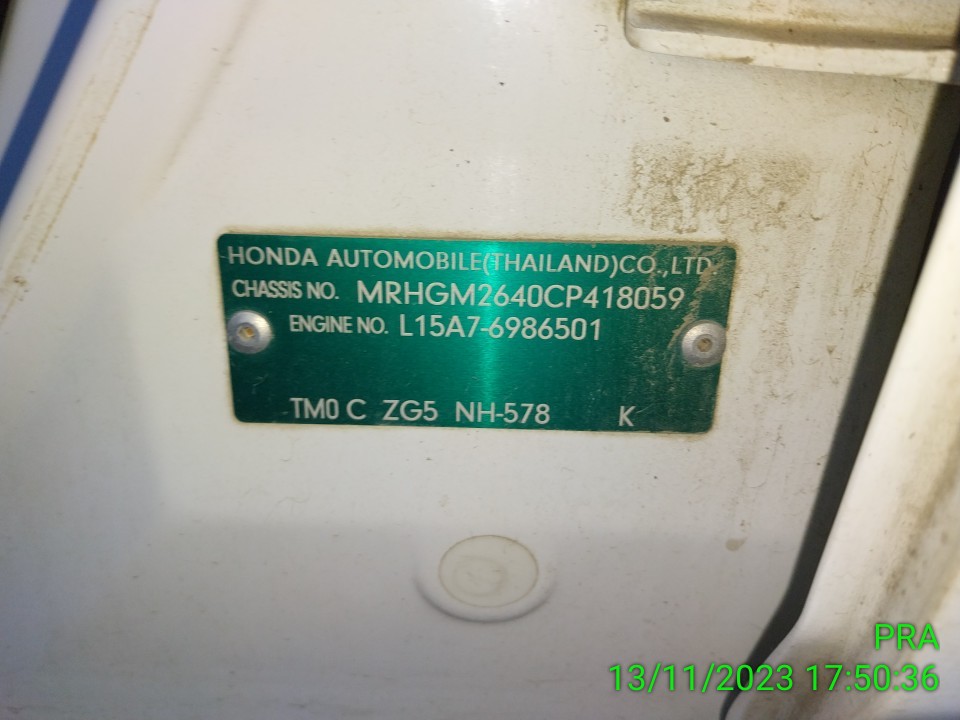 HONDA AUTOMOBILE(THAILAND)CO.,LTD.
CHASSIS NO. MRHGM2640CP418059
ENGINE NO. L15A7-6986501
TM0 C ZG5 NH-578 K
PRA
13/11/2023 17:50:36